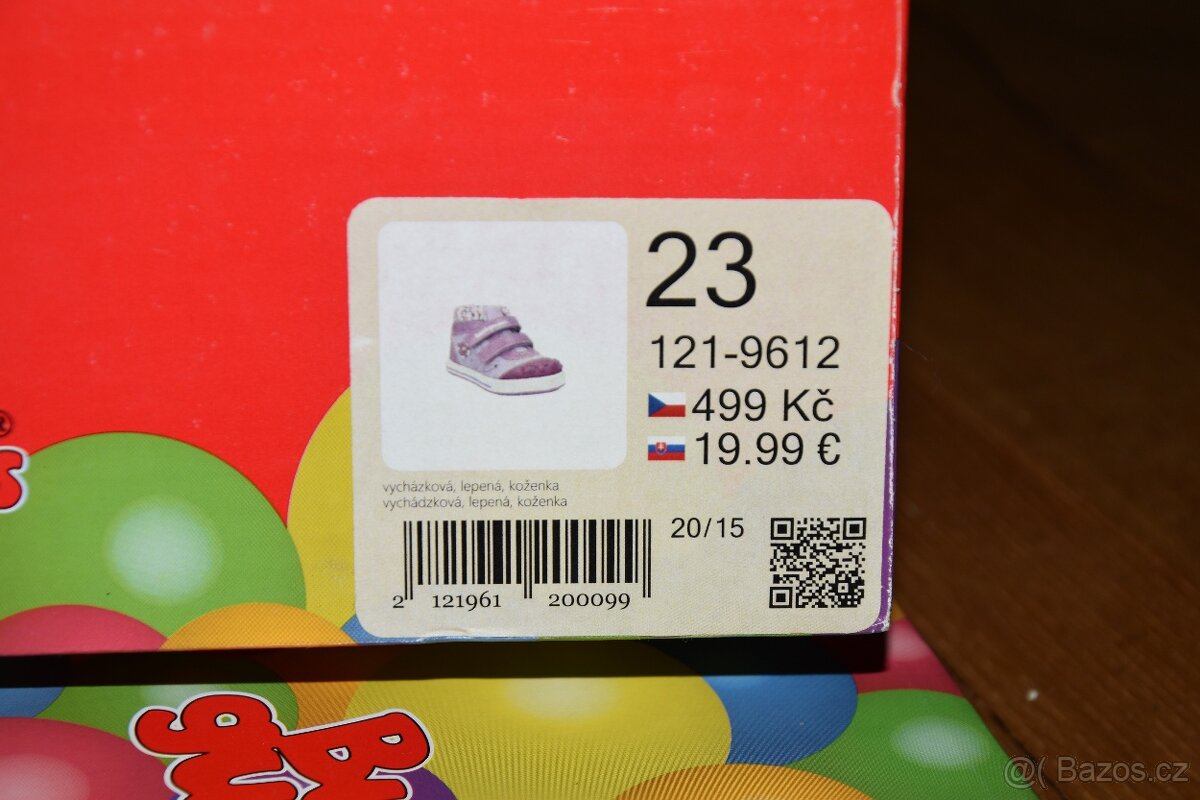 23
121-9612
499 Kč
19.99 €
vycházková, lepená, koženka
vychádzková, lepená, koženka
20/15
2 121961 200099
®
@( Bazos.cz